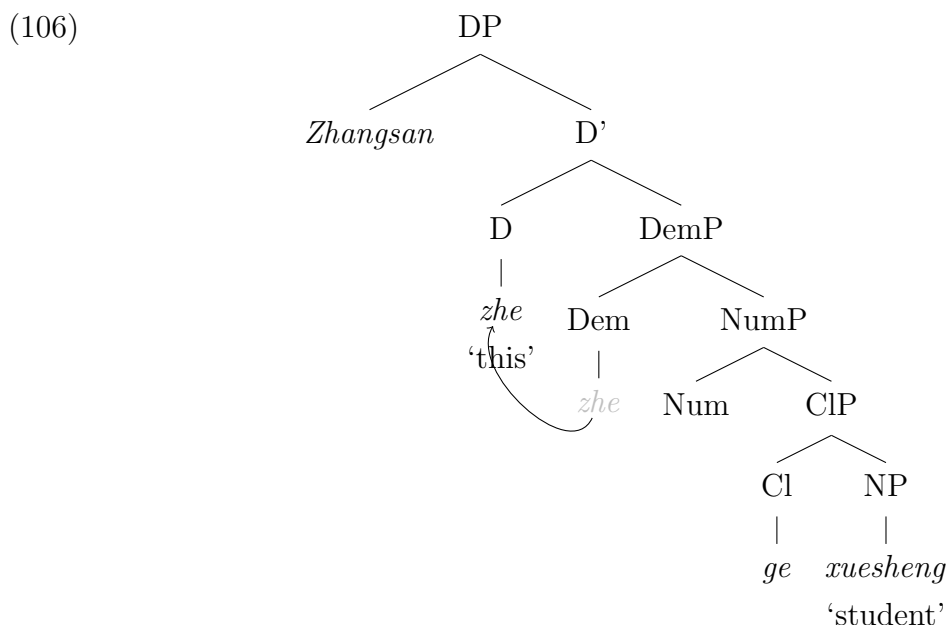 (106) DP
Zhangsan D'
D DemP
zhe Dem NumP
‘this’
zhe Num ClP
Cl NP
ge xuesheng
‘student’